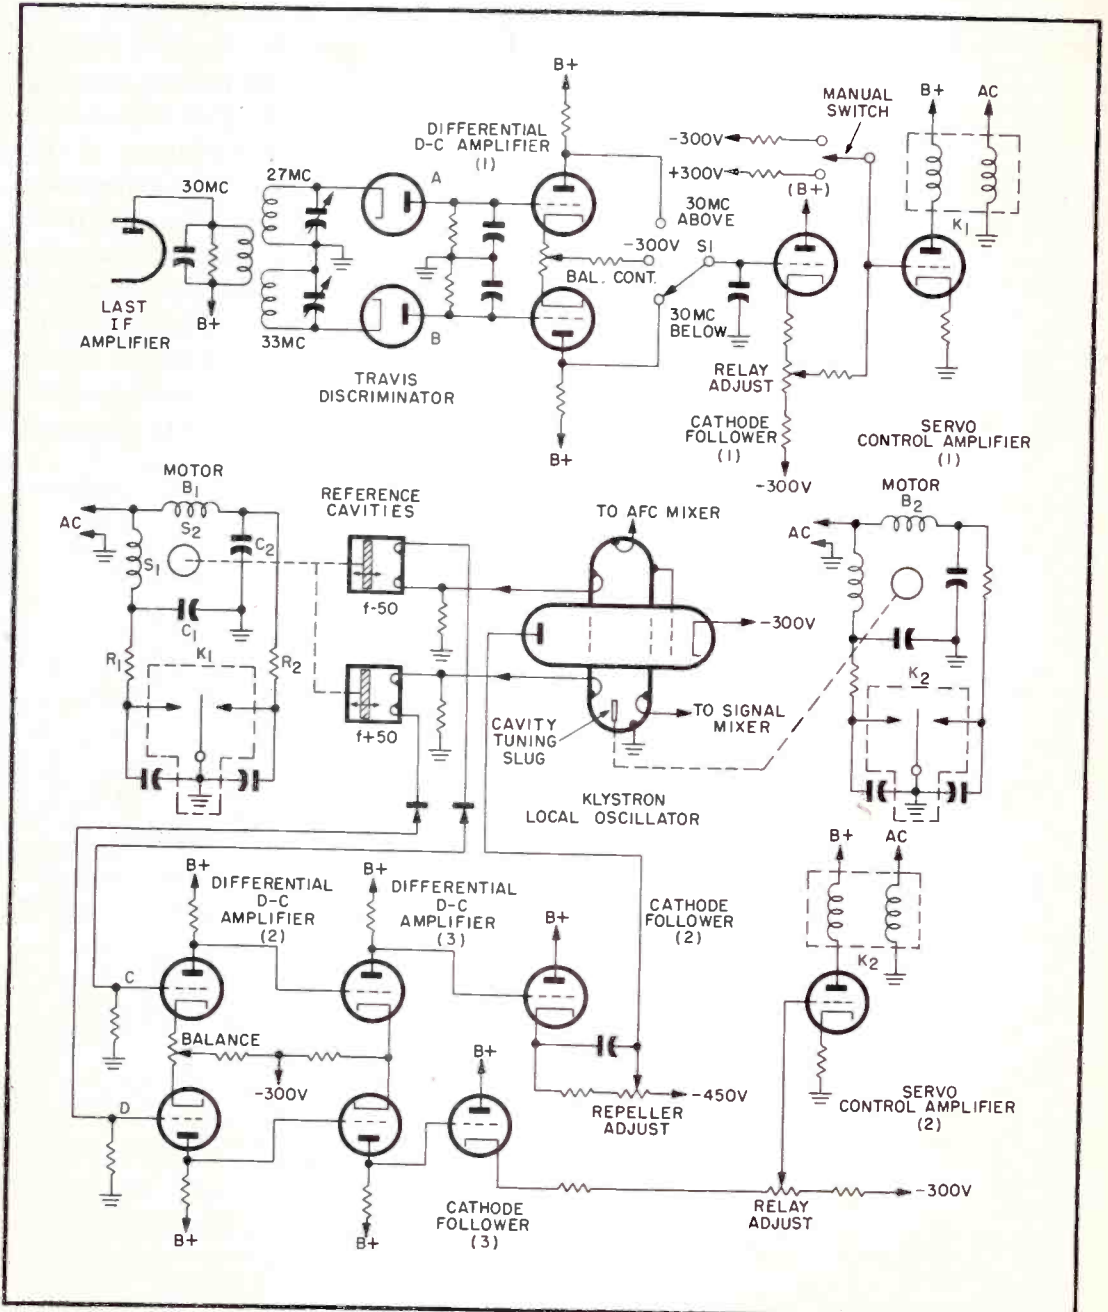 B+
B+
AC
MANUAL
SWITCH
DIFFERENTIAL
D-C AMPLIFIER
(1)
-300V
+300V
(B+)
27MC
A
30MC
30MC
ABOVE
K1
-300V
S1
BAL. CONT.
LAST
IF
AMPLIFIER
B+
33MC
B
30MC
BELOW
TRAVIS
DISCRIMINATOR
RELAY
ADJUST
CATHODE
FOLLOWER
(1)
SERVO
CONTROL AMPLIFIER
(1)
B+
-300V
MOTOR
B1
REFERENCE
CAVITIES
MOTOR
B2
AC
S2
C2
S1
TO AFC MIXER
AC
f-50
C1
-300V
R1
K1
R2
K2
f+50
CAVITY
TUNING
SLUG
TO SIGNAL
MIXER
KLYSTRON
LOCAL OSCILLATOR
B+
AC
B+
DIFFERENTIAL
D-C
AMPLIFIER
(2)
B+
DIFFERENTIAL
D-C
AMPLIFIER
(3)
B+
CATHODE
FOLLOWER
(2)
K2
C
BALANCE
-300V
B+
-450V
REPELLER
ADJUST
D
SERVO
CONTROL AMPLIFIER
(2)
B+
B+
CATHODE
FOLLOWER
(3)
RELAY
ADJUST
-300V